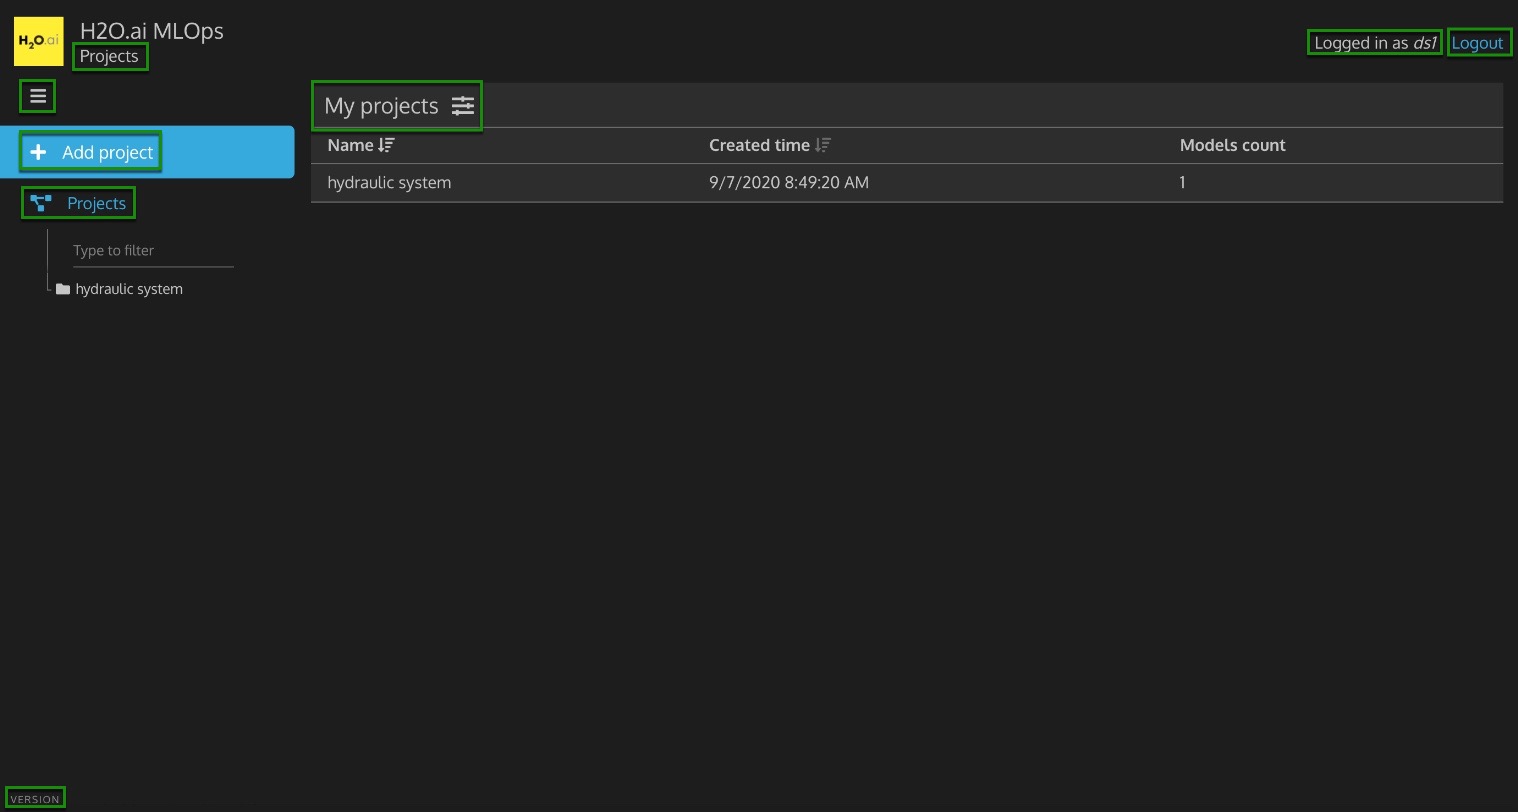 H2O.ai
H2O.ai MLOps
Projects
Logged in as ds1 Logout
Add project
Projects
Type to filter
hydraulic system
My projects
Name Created time Models count
hydraulic system 9/7/2020 8:49:20 AM 1
VERSION